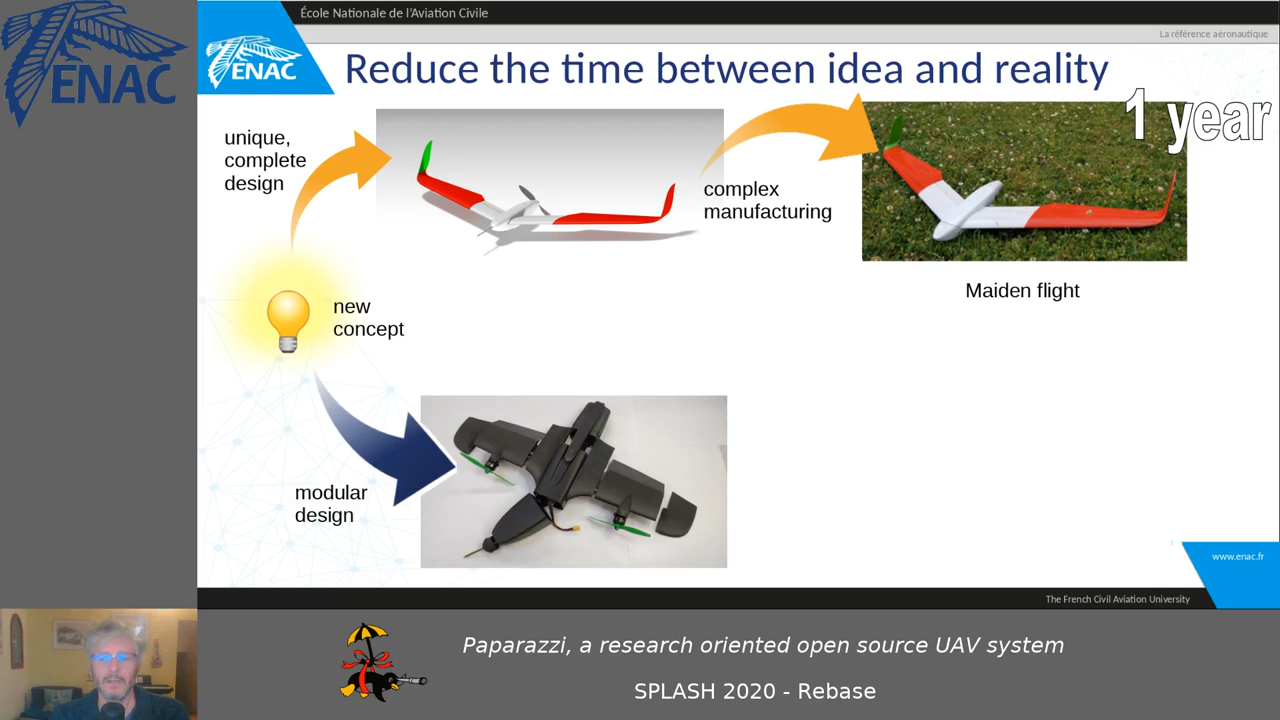 ENAC
École Nationale de l'Aviation Civile
La référence aéronautique
ENAC
Reduce the time between idea and reality
1 year
unique,
complete
design
complex
manufacturing
Maiden flight
new
concept
modular
design
www.enac.fr
The French Civil Aviation University
Paparazzi, a research oriented open source UAV system
SPLASH 2020 - Rebase